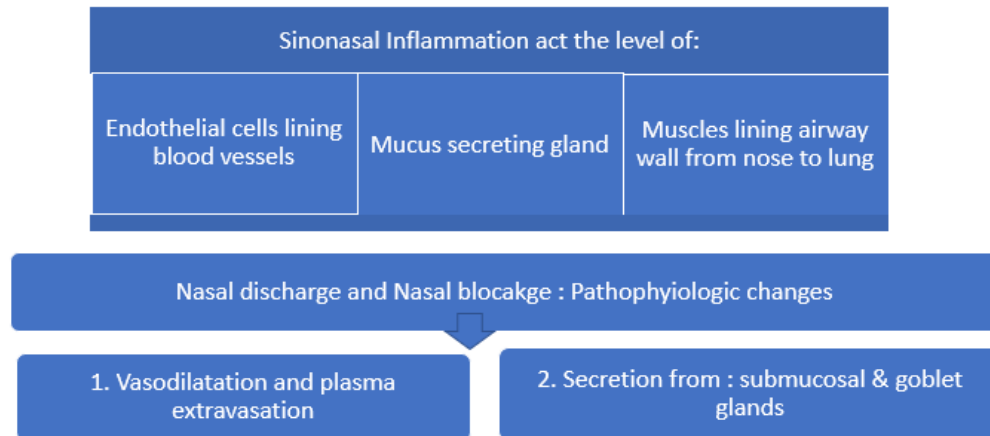 Sinonasal Inflammation act the level of:
Endothelial cells lining
blood vessels
Mucus secreting gland
Muscles lining airway
wall from nose to lung
Nasal discharge and Nasal blocakge : Pathophyiologic changes
1. Vasodilatation and plasma
extravasation
2. Secretion from : submucosal & goblet
glands